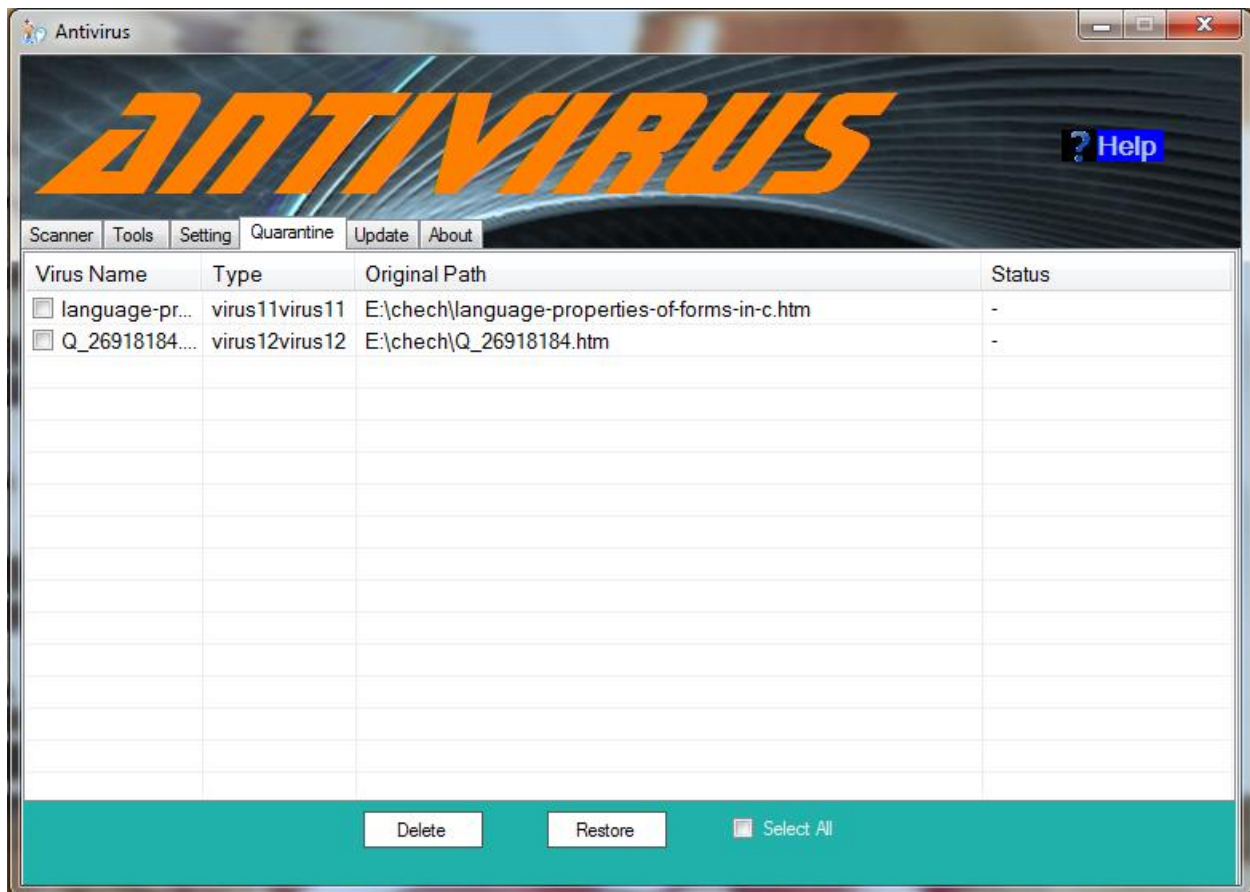 Antivirus
ANTIVIRUS
? Help
Scanner Tools Setting Quarantine Update About
Virus Name Type Original Path Status
language-pr... virus11virus11 E:\chech\language-properties-of-forms-in-c.htm -
Q_26918184.... virus12virus12 E:\chech\Q_26918184.htm -
Delete Restore Select All